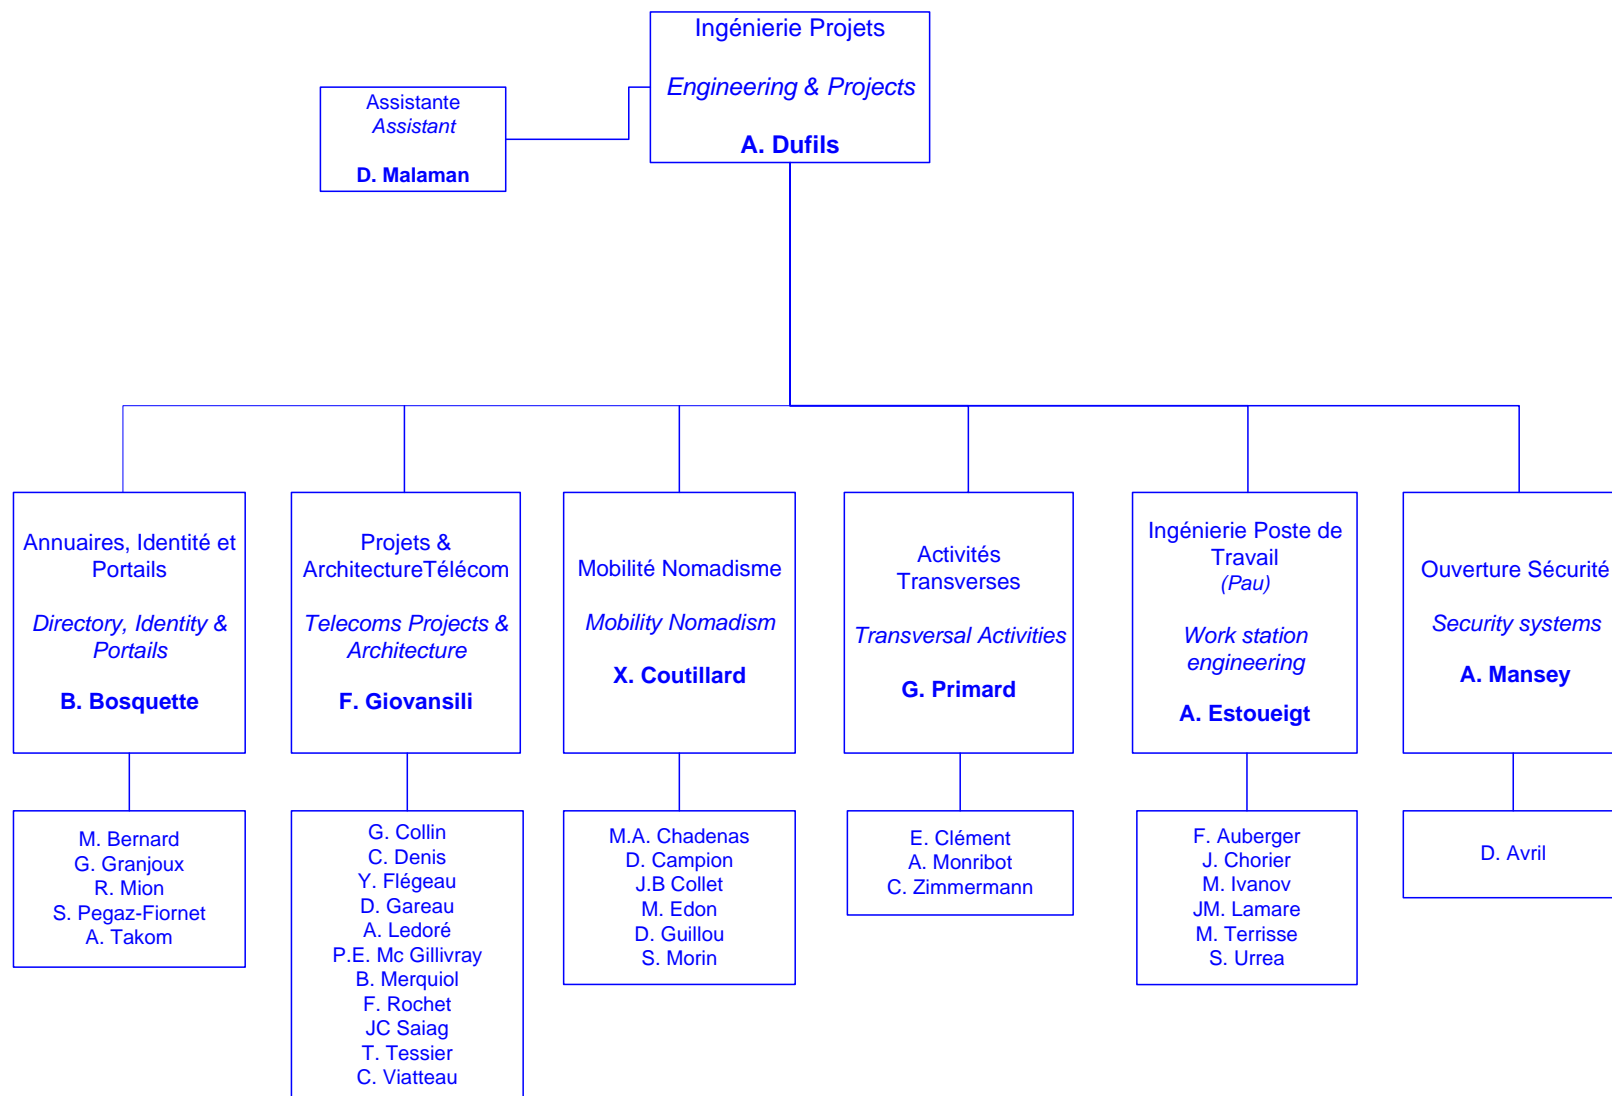 Ingénierie Projets
Engineering & Projects
A. Dufils
Assistante
Assistant
D. Malaman
Annuaires, Identité et
Portails
Directory, Identity &
Portails
B. Bosquette
Projets &
ArchitectureTélécom
Telecoms Projects &
Architecture
F. Giovansili
Mobilité Nomadisme
Mobility Nomadism
X. Coutillard
Activités
Transverses
Transversal Activities
G. Primard
Ingénierie Poste de
Travail
(Pau)
Work station
engineering
A. Estoueigt
Ouverture Sécurité
Security systems
A. Mansey
M. Bernard
G. Granjoux
R. Mion
S. Pegaz-Fiornet
A. Takom
G. Collin
C. Denis
Y. Flégeau
D. Gareau
A. Ledoré
P.E. Mc Gillivray
B. Merquiol
F. Rochet
JC Saiag
T. Tessier
C. Viatteau
M.A. Chadenas
D. Campion
J.B Collet
M. Edon
D. Guillou
S. Morin
E. Clément
A. Monribot
C. Zimmermann
F. Auberger
J. Chorier
M. Ivanov
JM. Lamare
M. Terrisse
S. Urrea
D. Avril